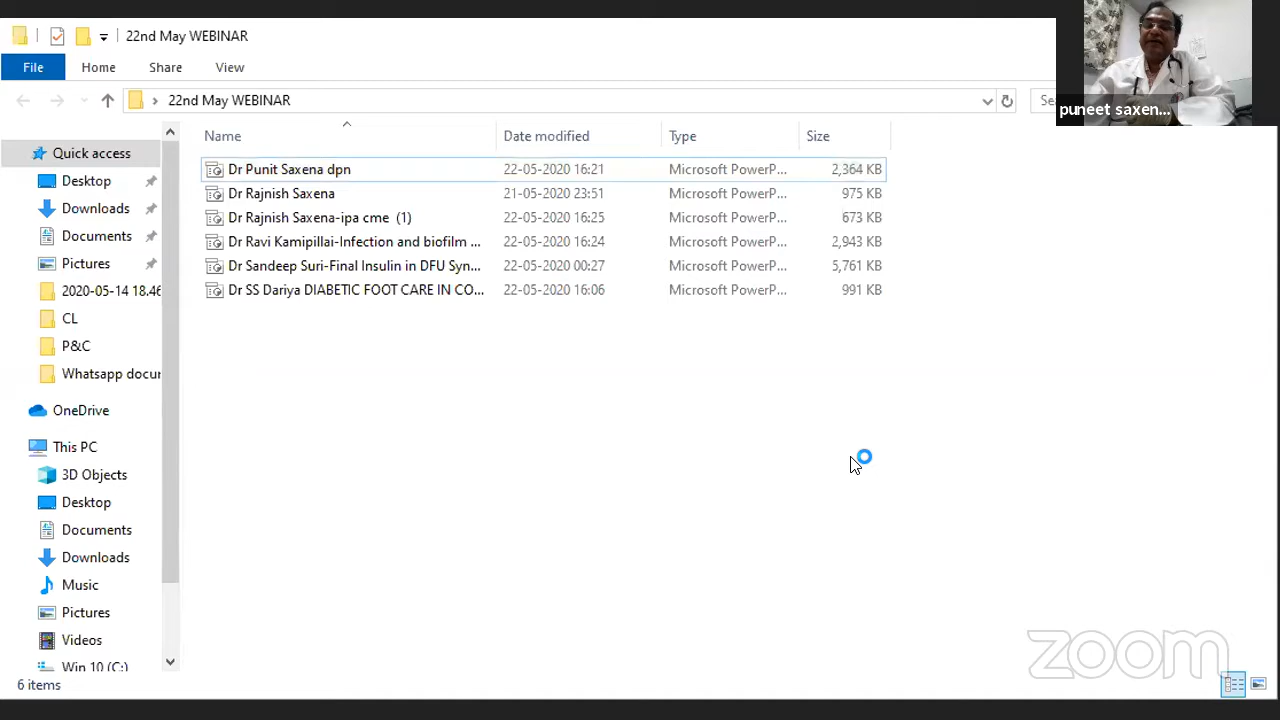 22nd May WEBINAR
File Home Share View
22nd May WEBINAR
Se
puneet saxen...
Name Date modified Type Size
Quick access
Desktop
Downloads
Documents
Pictures
2020-05-14 18.46
CL
P&C
Whatsapp docur
OneDrive
This PC
3D Objects
Desktop
Documents
Downloads
Music
Pictures
Videos
Win 10 (C:)
Dr Punit Saxena dpn 22-05-2020 16:21 Microsoft PowerP... 2,364 KB
Dr Rajnish Saxena 21-05-2020 23:51 Microsoft PowerP... 975 KB
Dr Rajnish Saxena-ipa cme (1) 22-05-2020 16:25 Microsoft PowerP... 673 KB
Dr Ravi Kamipillai-Infection and biofilm ... 22-05-2020 16:24 Microsoft PowerP... 2,943 KB
Dr Sandeep Suri-Final Insulin in DFU Syn... 22-05-2020 00:27 Microsoft PowerP... 5,761 KB
Dr SS Dariya DIABETIC FOOT CARE IN CO... 22-05-2020 16:06 Microsoft PowerP... 991 KB
6 items
zoom